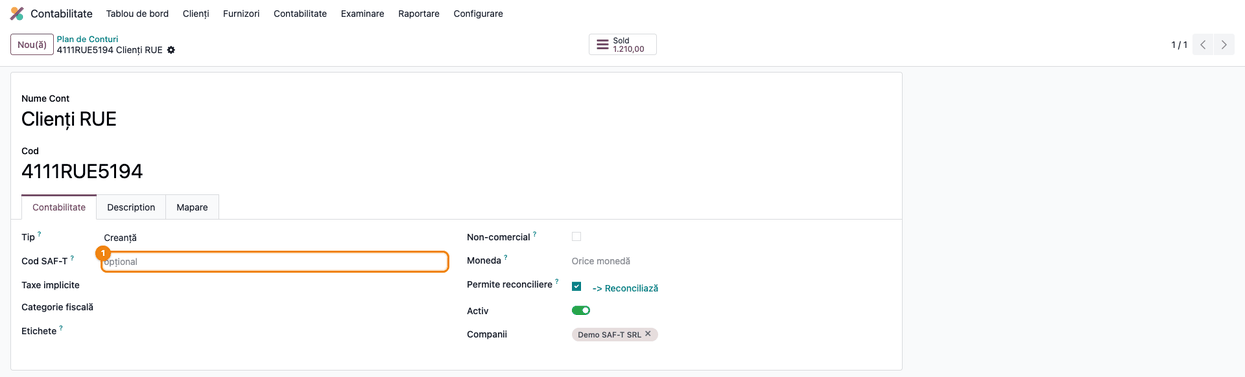 Contabilitate Tablou de bord Clienți Furnizori Contabilitate Examinare Raportare Configurare
Nou(ă) Plan de Conturi
4111RUE5194 Clienți RUE
Sold
1.210,00
1 / 1
Nume Cont
Clienți RUE
Cod
4111RUE5194
Contabilitate Description Mapare
Tip ? Creanță
Non-comercial ?
1
Cod SAF-T ? opțional
Moneda ? Orice monedă
Taxe implicite
Permite reconciliere ? -> Reconciliază
Categorie fiscală
Activ
Etichete ?
Companii Demo SAF-T SRL ✕